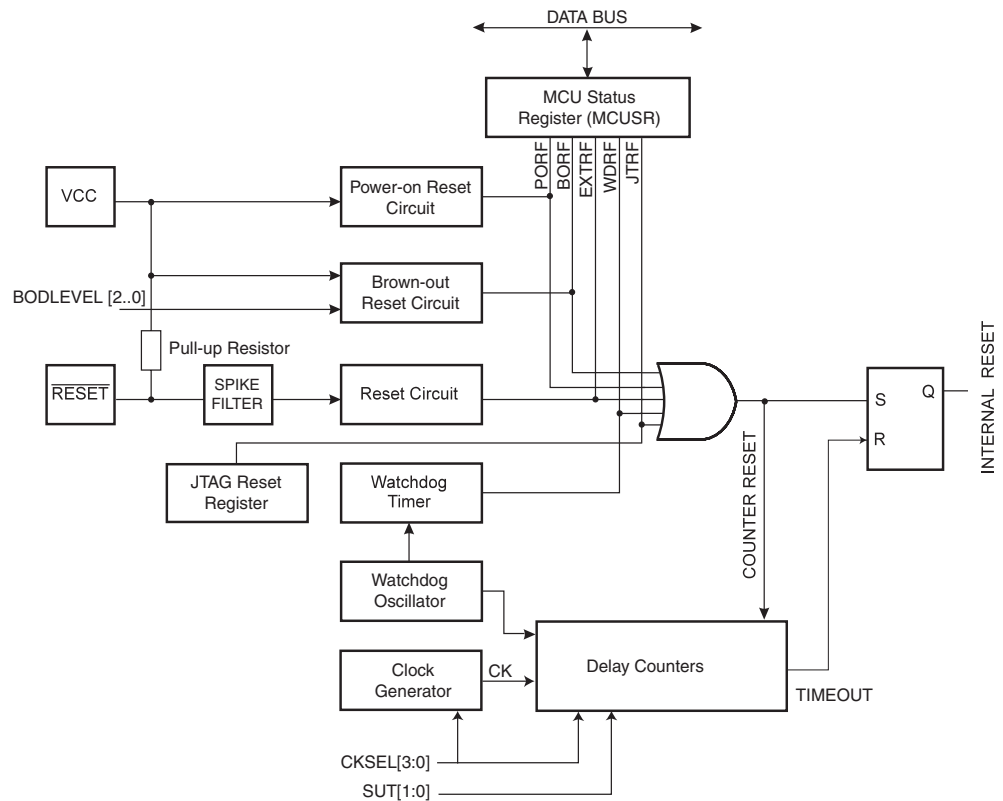 DATA BUS
MCU Status
Register (MCUSR)
PORF
BORF
EXTRF
WDRF
JTRF
VCC
Power-on Reset
Circuit
Brown-out
Reset Circuit
BODLEVEL [2..0]
Pull-up Resistor
RESET
SPIKE
FILTER
Reset Circuit
JTAG Reset
Register
Watchdog
Timer
Watchdog
Oscillator
Clock
Generator
CK
Delay Counters
COUNTER RESET
S
R
Q
INTERNAL RESET
TIMEOUT
CKSEL[3:0]
SUT[1:0]